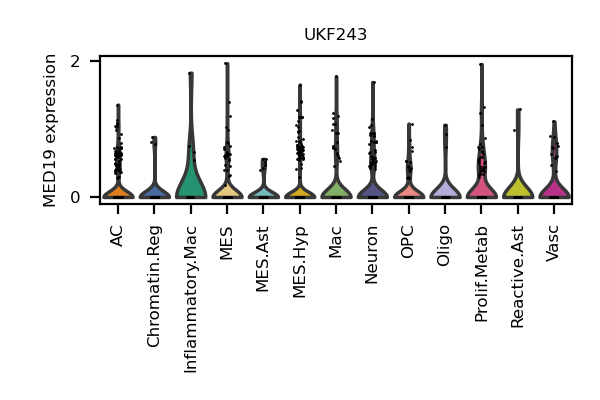 UKF243
MED19 expression
2
0
AC
Chromatin.Reg
Inflammatory.Mac
MES
MES.Ast
MES.Hyp
Mac
Neuron
OPC
Oligo
Prolif.Metab
Reactive.Ast
Vasc